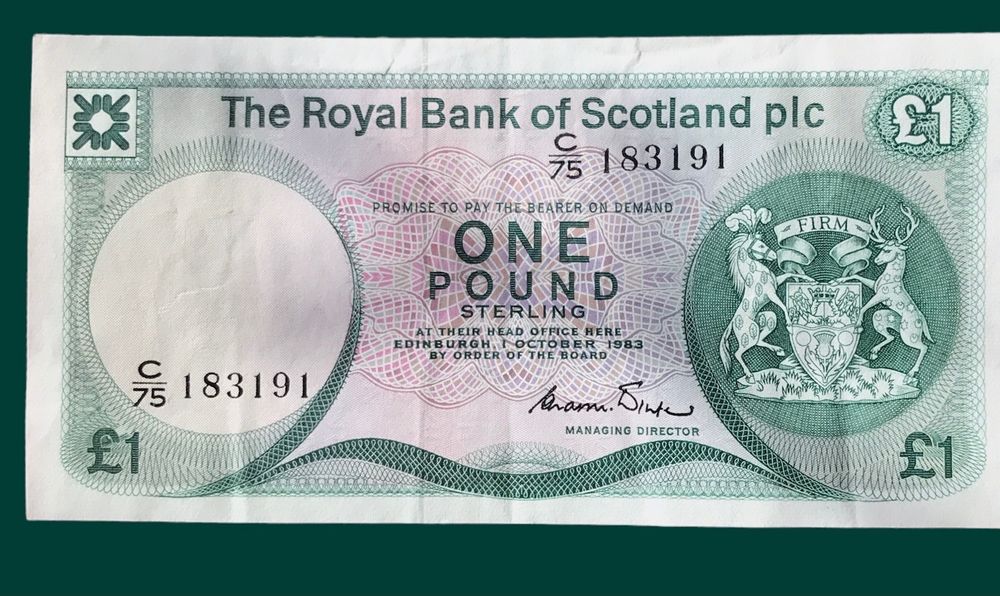 The Royal Bank of Scotland plc
£1
C/75 183191
PROMISE TO PAY THE BEARER ON DEMAND
ONE
POUND
STERLING
AT THEIR HEAD OFFICE HERE
EDINBURGH, 1 OCTOBER 1983
BY ORDER OF THE BOARD
FIRM
C/75 183191
MANAGING DIRECTOR
£1
£1